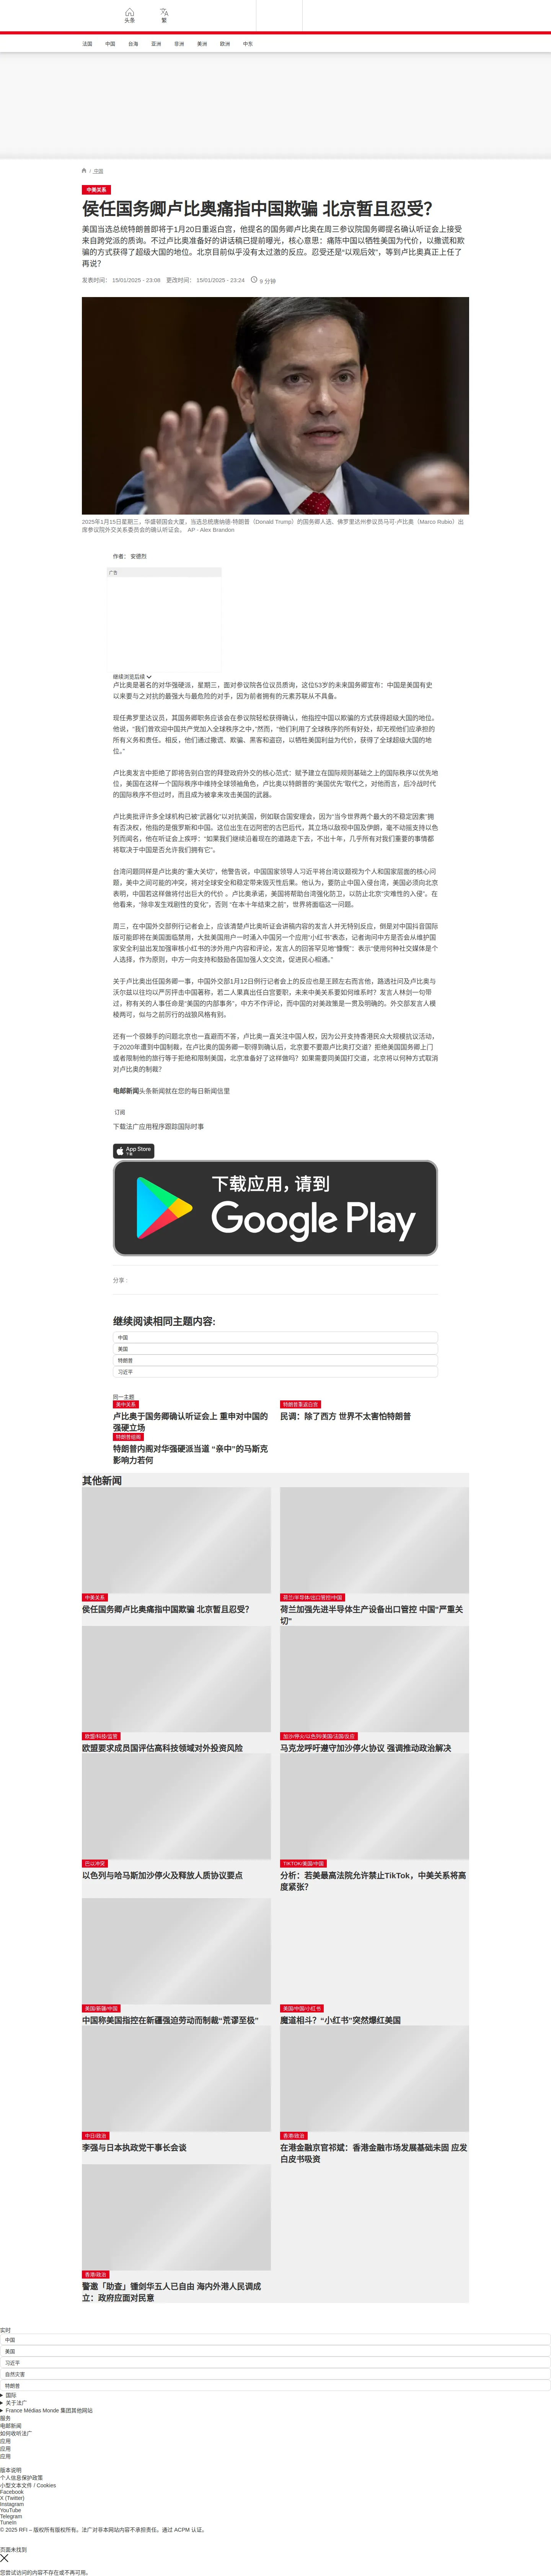 头条
繁
法国
中国
台海
亚洲
非洲
美洲
欧洲
中东
/ 中国
中美关系
侯任国务卿卢比奥痛指中国欺骗 北京暂且忍受？
美国当选总统特朗普即将于1月20日重返白宫，他提名的国务卿卢比奥在周三参议院国务卿提名确认听证会上接受
来自跨党派的质询。不过卢比奥准备好的讲话稿已提前曝光，核心意思：痛陈中国以牺牲美国为代价，以撒谎和欺
骗的方式获得了超级大国的地位。北京目前似乎没有太过激的反应。忍受还是“以观后效”，等到卢比奥真正上任了
再说？
发表时间： 15/01/2025 - 23:08 更改时间： 15/01/2025 - 23:24 9 分钟
2025年1月15日星期三，华盛顿国会大厦，当选总统唐纳德·特朗普（Donald Trump）的国务卿人选、佛罗里达州参议员马可·卢比奥（Marco Rubio）出
席参议院外交关系委员会的确认听证会。 AP - Alex Brandon
作者： 安德烈
广告
继续浏览后续
卢比奥是著名的对华强硬派，星期三，面对参议院各位议员质询，这位53岁的未来国务卿宣布：中国是美国有史
以来要与之对抗的最强大与最危险的对手，因为前者拥有的元素苏联从不具备。
现任弗罗里达议员，其国务卿职务应该会在参议院轻松获得确认，他指控中国以欺骗的方式获得超级大国的地位。
他说，“我们曾欢迎中国共产党加入全球秩序之中，”然而，“他们利用了全球秩序的所有好处，却无视他们应承担的
所有义务和责任。相反，他们通过撒谎、欺骗、黑客和盗窃，以牺牲美国利益为代价，获得了全球超级大国的地
位。”
卢比奥发言中拒绝了即将告别白宫的拜登政府外交的核心范式：赋予建立在国际规则基础之上的国际秩序以优先地
位，美国在这样一个国际秩序中维持全球领袖角色，卢比奥以特朗普的“美国优先”取代之，对他而言，后冷战时代
的国际秩序不但过时，而且成为被拿来攻击美国的武器。
卢比奥批评许多全球机构已被“武器化”以对抗美国，例如联合国安理会，因为“当今世界两个最大的不稳定因素”拥
有否决权，他指的是俄罗斯和中国。这位出生在迈阿密的古巴后代，其立场以敌视中国及伊朗，毫不动摇支持以色
列而闻名，他在听证会上疾呼：“如果我们继续沿着现在的道路走下去，不出十年，几乎所有对我们重要的事情都
将取决于中国是否允许我们拥有它”。
台湾问题同样是卢比奥的“重大关切”，他警告说，中国国家领导人习近平将台湾议题视为个人和国家层面的核心问
题，美中之间可能的冲突，将对全球安全和稳定带来毁灭性后果。他认为，要防止中国入侵台湾，美国必须向北京
表明，中国若这样做将付出巨大的代价 。卢比奥承诺，美国将帮助台湾强化防卫，以防止北京“灾难性的入侵”。在
他看来，“除非发生戏剧性的变化”，否则 “在本十年结束之前”，世界将面临这一问题。
周三，在中国外交部例行记者会上，应该清楚卢比奥听证会讲稿内容的发言人并无特别反应，倒是对中国抖音国际
版可能即将在美国面临禁用，大批美国用户一时涌入中国另一个应用“小红书”表态，记者询问中方是否会从维护国
家安全利益出发加强审核小红书的涉外用户内容和评论，发言人的回答罕见地“慷慨”：表示“使用何种社交媒体是个
人选择，作为原则，中方一向支持和鼓励各国加强人文交流，促进民心相通。”
关于卢比奥出任国务卿一事，中国外交部1月12日例行记者会上的反应也是王顾左右而言他，路透社问及卢比奥与
沃尔兹以往均以严厉抨击中国著称，若二人果真出任白宫要职，未来中美关系要如何维系时？发言人林剑一句带
过，称有关的人事任命是“美国的内部事务”，中方不作评论，而中国的对美政策是一贯及明确的。外交部发言人模
棱两可，似与之前厉行的战狼风格有别。
还有一个很棘手的问题北京也一直避而不答，卢比奥一直关注中国人权，因为公开支持香港民众大规模抗议活动，
于2020年遭到中国制裁，在卢比奥的国务卿一职得到确认后，北京要不要跟卢比奥打交道？拒绝美国国务卿上门
或者限制他的旅行等于拒绝和限制美国，北京准备好了这样做吗？如果需要同美国打交道，北京将以何种方式取消
对卢比奥的制裁？
电邮新闻头条新闻就在您的每日新闻信里
订阅
下载法广应用程序跟踪国际时事
App Store
下载
下载应用，请到
Google Play
分享：
继续阅读相同主题内容:
中国
美国
特朗普
习近平
同一主题
美中关系
卢比奥于国务卿确认听证会上 重申对中国的
强硬立场
特朗普重返白宫
民调：除了西方 世界不太害怕特朗普
特朗普组阁
特朗普内阁对华强硬派当道 “亲中”的马斯克
影响力若何
其他新闻
中美关系
侯任国务卿卢比奥痛指中国欺骗 北京暂且忍受？
荷兰/半导体/出口管控/中国
荷兰加强先进半导体生产设备出口管控 中国“严重关
切”
欧盟/科技/监管
欧盟要求成员国评估高科技领域对外投资风险
加沙/停火/以色列/美国/法国/反应
马克龙呼吁遵守加沙停火协议 强调推动政治解决
巴以冲突
以色列与哈马斯加沙停火及释放人质协议要点
TIKTOK/美国/中国
分析：若美最高法院允许禁止TikTok，中美关系将高
度紧张?
美国/新疆/中国
中国称美国指控在新疆强迫劳动而制裁“荒谬至极”
美国/中国/小红书
魔道相斗？“小红书”突然爆红美国
中日/政治
李强与日本执政党干事长会谈
香港/政治
在港金融京官祁斌：香港金融市场发展基础未固 应发
白皮书吸资
香港/政治
警邀「助查」锺剑华五人已自由 海内外港人民调成
立：政府应面对民意
实时
中国
美国
习近平
自然灾害
特朗普
国际
关于法广
France Médias Monde 集团其他网站
服务
电邮新闻
如何收听法广
应用
应用
应用
版本说明
个人信息保护政策
小型文本文件 / Cookies
Facebook
X (Twitter)
Instagram
YouTube
Telegram
TuneIn
© 2025 RFI – 版权所有版权所有。法广对非本网站内容不承担责任。通过 ACPM 认证。
页面未找到
您尝试访问的内容不存在或不再可用。